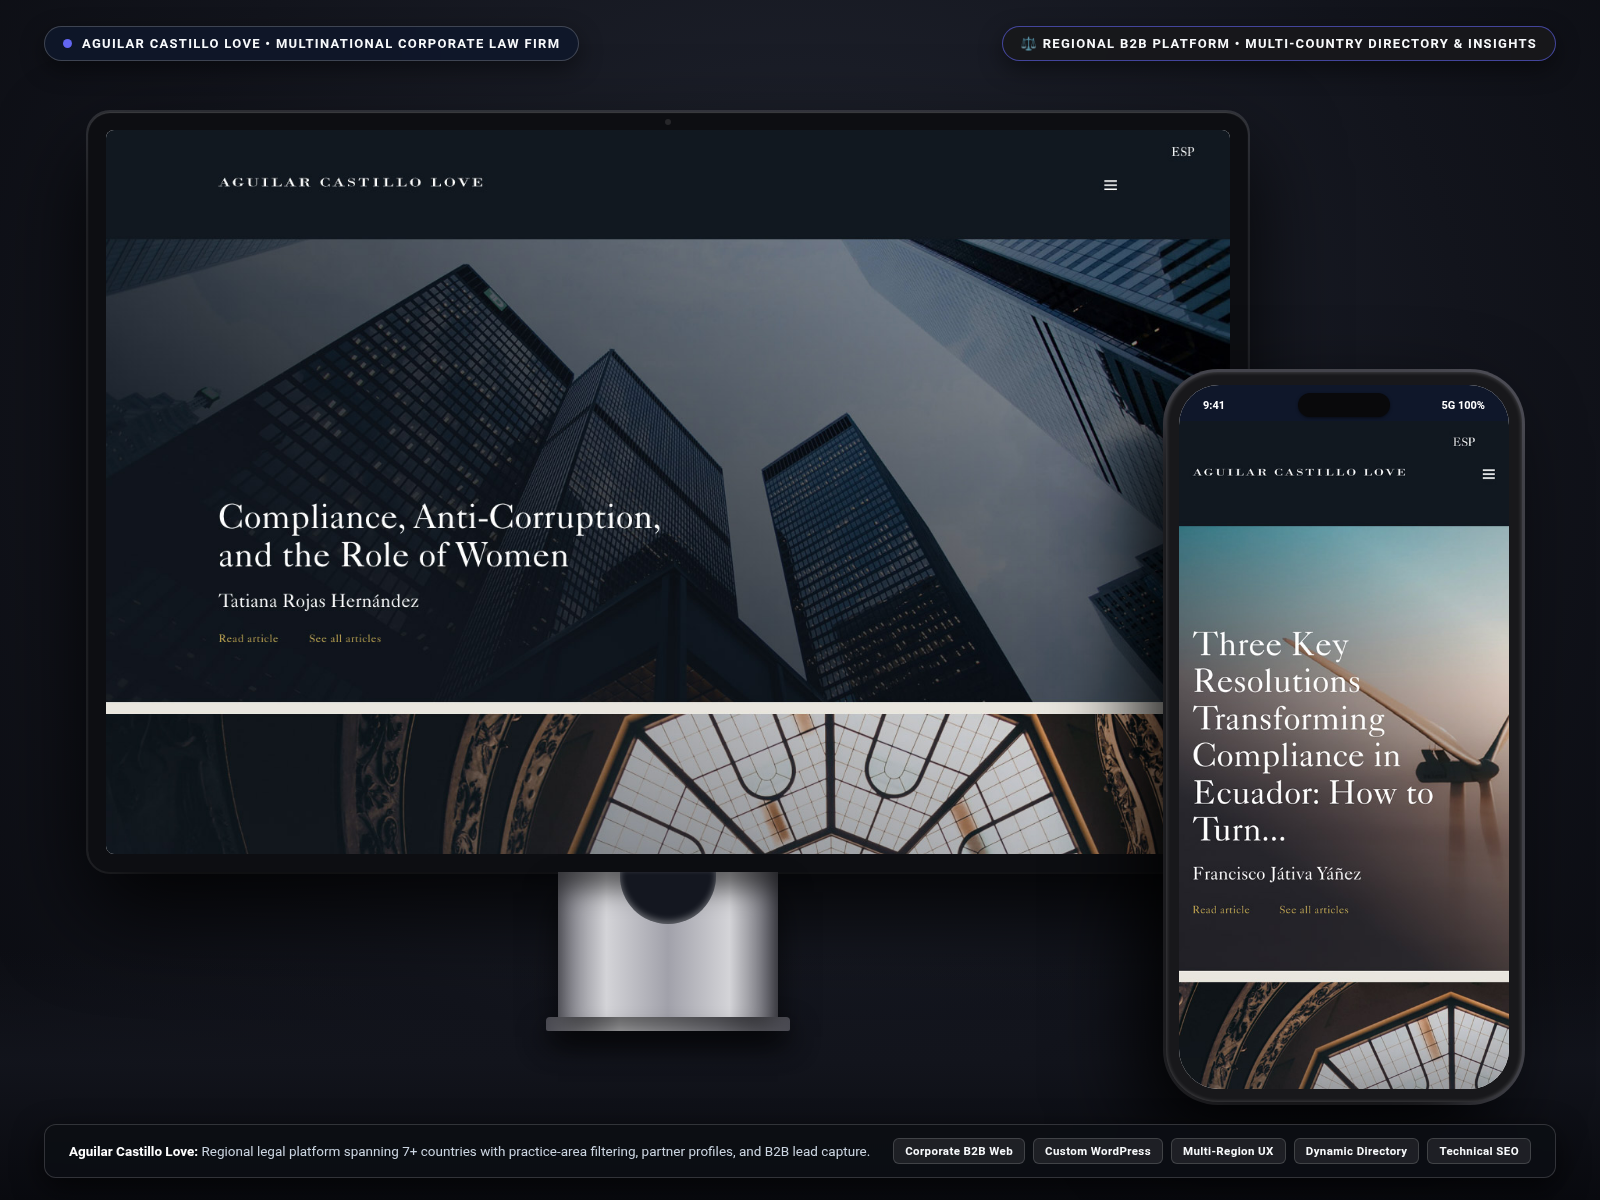 AGUILAR CASTILLO LOVE • MULTINATIONAL CORPORATE LAW FIRM
⚖️ REGIONAL B2B PLATFORM • MULTI-COUNTRY DIRECTORY & INSIGHTS
ESP
AGUILAR CASTILLO LOVE
Compliance, Anti-Corruption,
and the Role of Women
Tatiana Rojas Hernández
Read article See all articles
9:41 5G 100%
ESP
AGUILAR CASTILLO LOVE
Three Key
Resolutions
Transforming
Compliance in
Ecuador: How to
Turn...
Francisco Játiva Yáñez
Read article See all articles
Aguilar Castillo Love: Regional legal platform spanning 7+ countries with practice-area filtering, partner profiles, and B2B lead capture.
Corporate B2B Web Custom WordPress Multi-Region UX Dynamic Directory Technical SEO